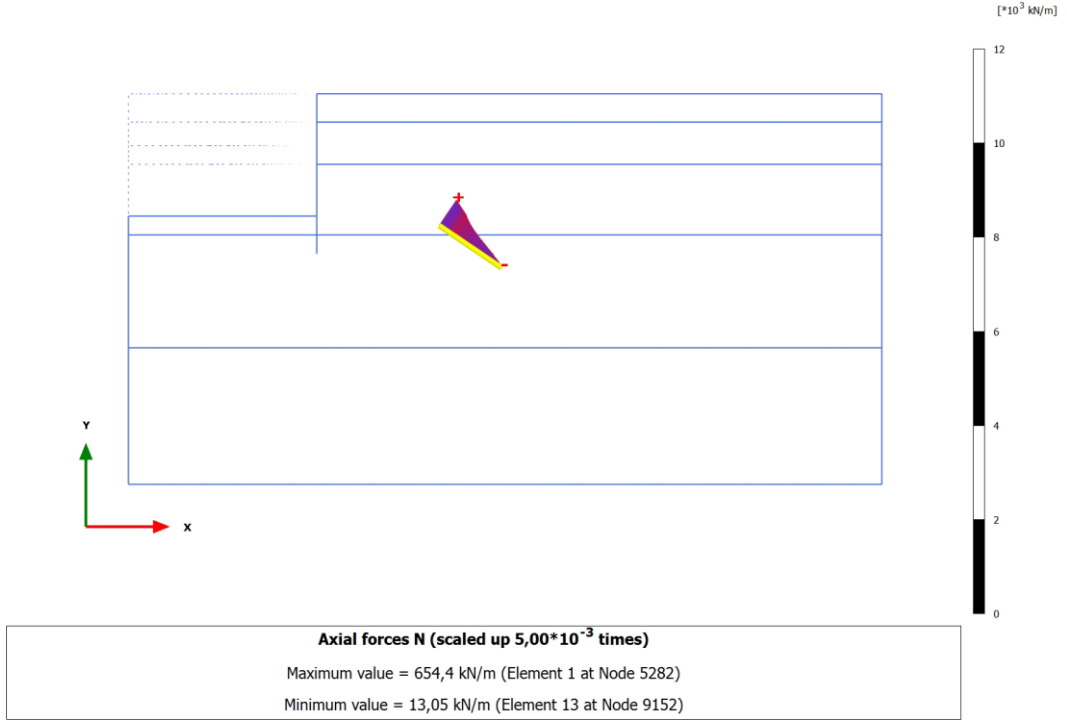 [*10³ kN/m]
12
10
8
6
4
2
0
Y
X
Axial forces N (scaled up 5,00*10⁻³ times)
Maximum value = 654,4 kN/m (Element 1 at Node 5282)
Minimum value = 13,05 kN/m (Element 13 at Node 9152)